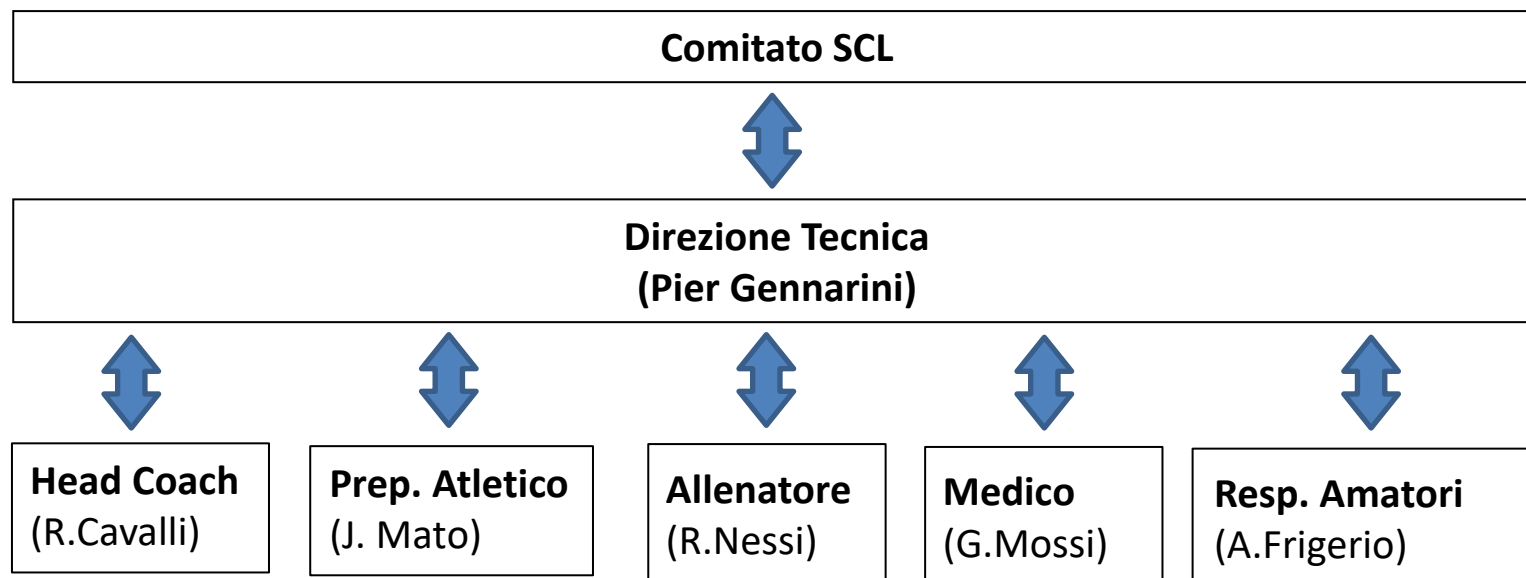 Comitato SCL
Direzione Tecnica
(Pier Gennarini)
Head Coach
(R.Cavalli)
Prep. Atletico
(J. Mato)
Allenatore
(R.Nessi)
Medico
(G.Mossi)
Resp. Amatori
(A.Frigerio)